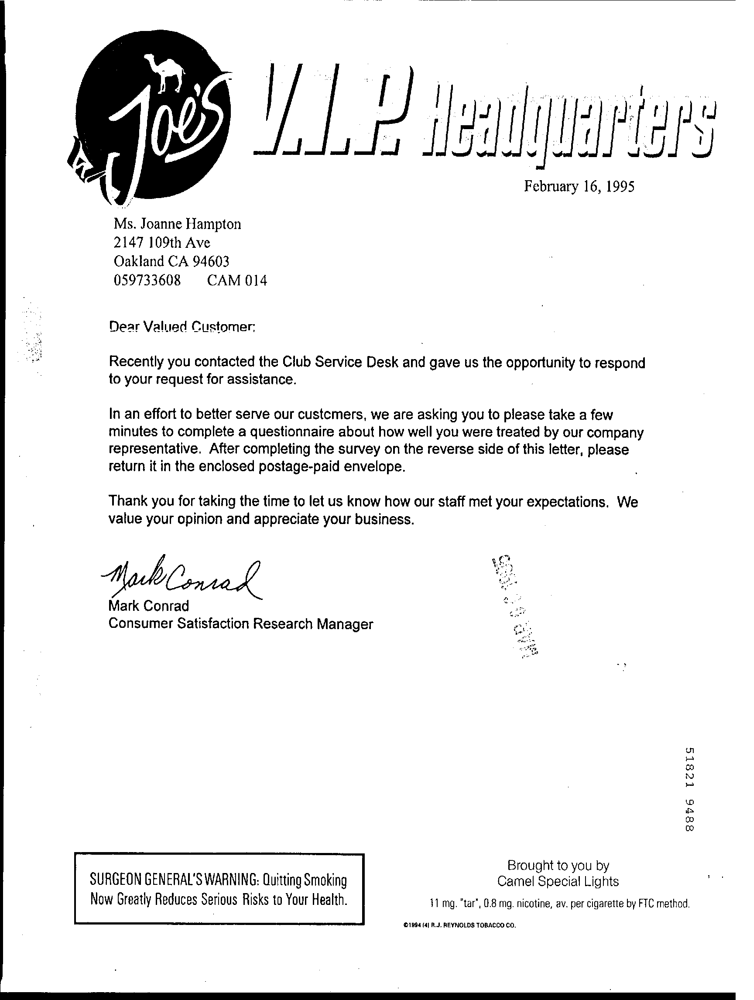 Joe's V.I.P. Headquarters
February 16, 1995
Ms. Joanne Hampton
2147 109th Ave
Oakland CA 94603
059733608 CAM 014
Dear Valued Customer:
Recently you contacted the Club Service Desk and gave us the opportunity to respond
to your request for assistance.
In an effort to better serve our customers, we are asking you to please take a few
minutes to complete a questionnaire about how well you were treated by our company
representative. After completing the survey on the reverse side of this letter, please
return it in the enclosed postage-paid envelope.
Thank you for taking the time to let us know how our staff met your expectations. We
value your opinion and appreciate your business.
Mark Conrad
Mark Conrad
Consumer Satisfaction Research Manager
51821 9488
SURGEON GENERAL'S WARNING: Quitting Smoking
Now Greatly Reduces Serious Risks to Your Health.
Brought to you by
Camel Special Lights
11 mg. "tar", 0.8 mg. nicotine, av. per cigarette by FTC method.
©1994 (4) R.J. REYNOLDS TOBACCO CO.